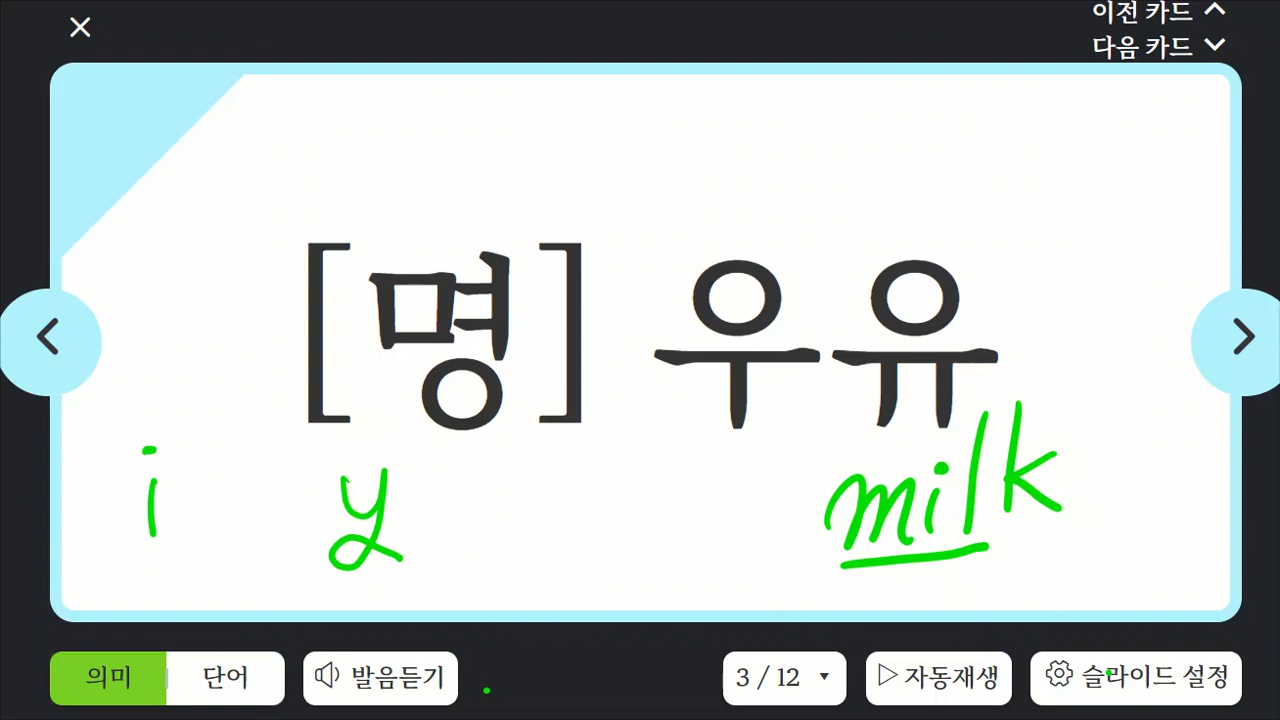 이전 카드
다음 카드
[명] 우유
i y milk
의미 단어 발음듣기 3 / 12 자동재생 슬라이드 설정